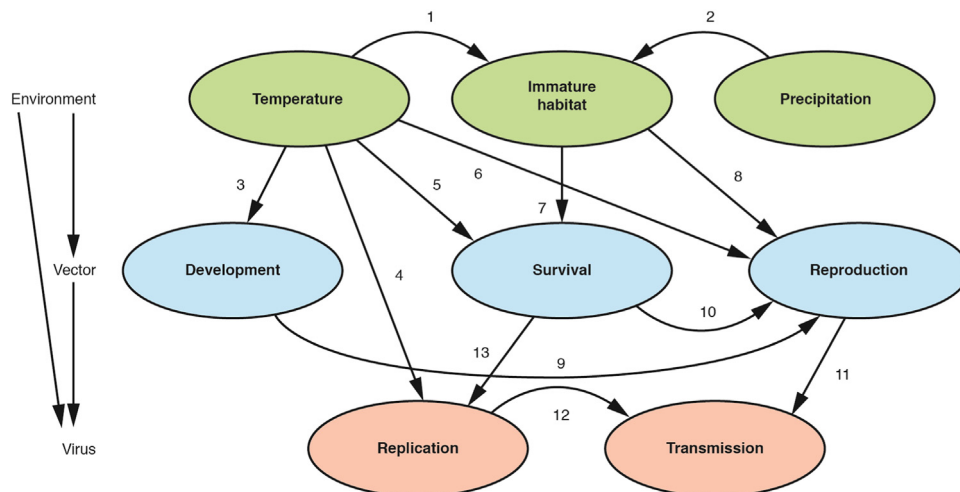 1
2
Environment
Temperature
Immature
habitat
Precipitation
3
5
6
7
8
Vector
Development
4
Survival
Reproduction
10
13
9
11
12
Virus
Replication
Transmission